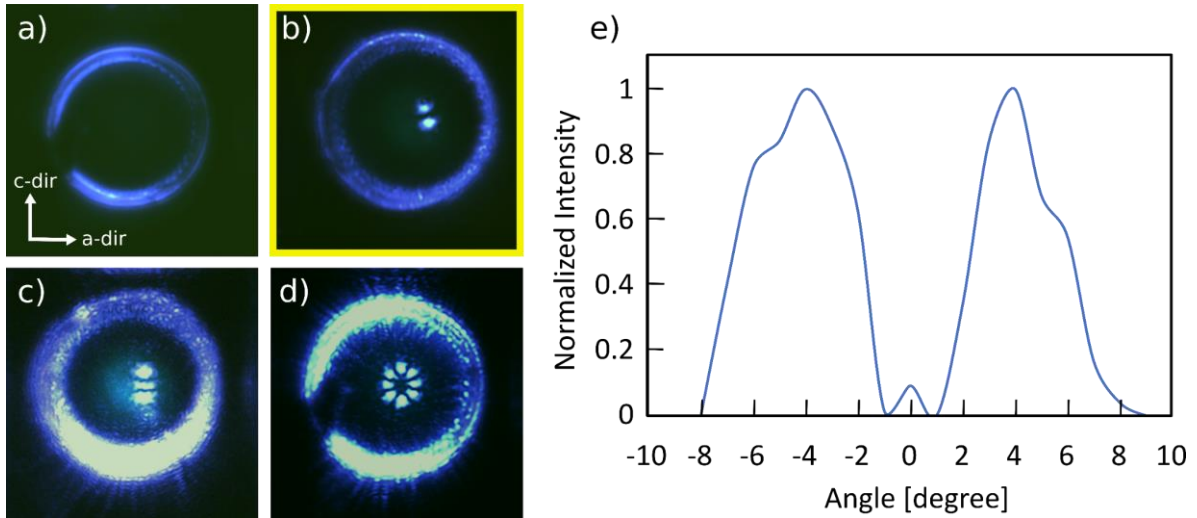 a)
c-dir
a-dir
b)
c)
d)
e)
Normalized Intensity
1
0.8
0.6
0.4
0.2
0
-10 -8 -6 -4 -2 0 2 4 6 8 10
Angle [degree]